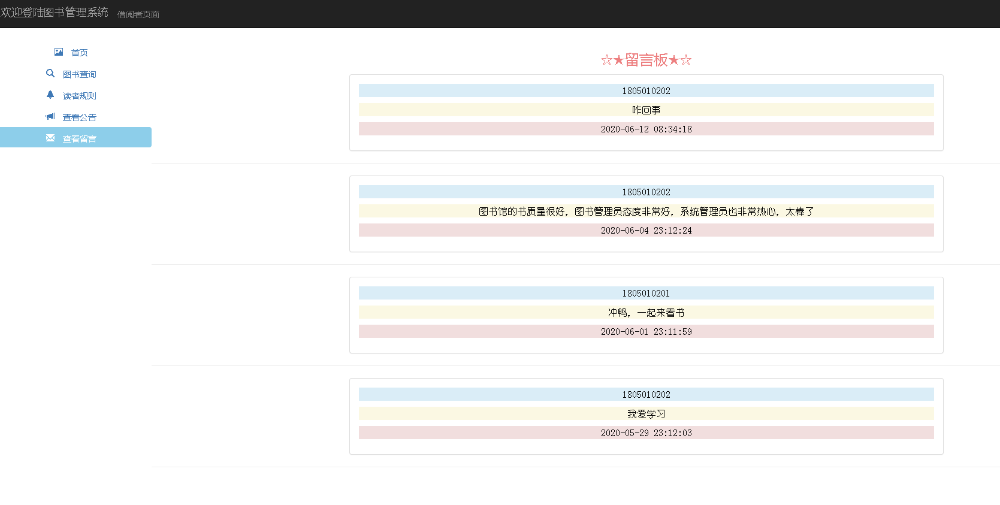 欢迎登陆图书管理系统 借阅者页面
首页
图书查询
读者规则
查看公告
查看留言
☆★留言板★☆
1805010202
咋回事
2020-06-12 08:34:18
1805010202
图书馆的书质量很好，图书管理员态度非常好，系统管理员也非常热心，太棒了
2020-06-04 23:12:24
1805010201
冲鸭，一起来看书
2020-06-01 23:11:59
1805010202
我爱学习
2020-05-29 23:12:03